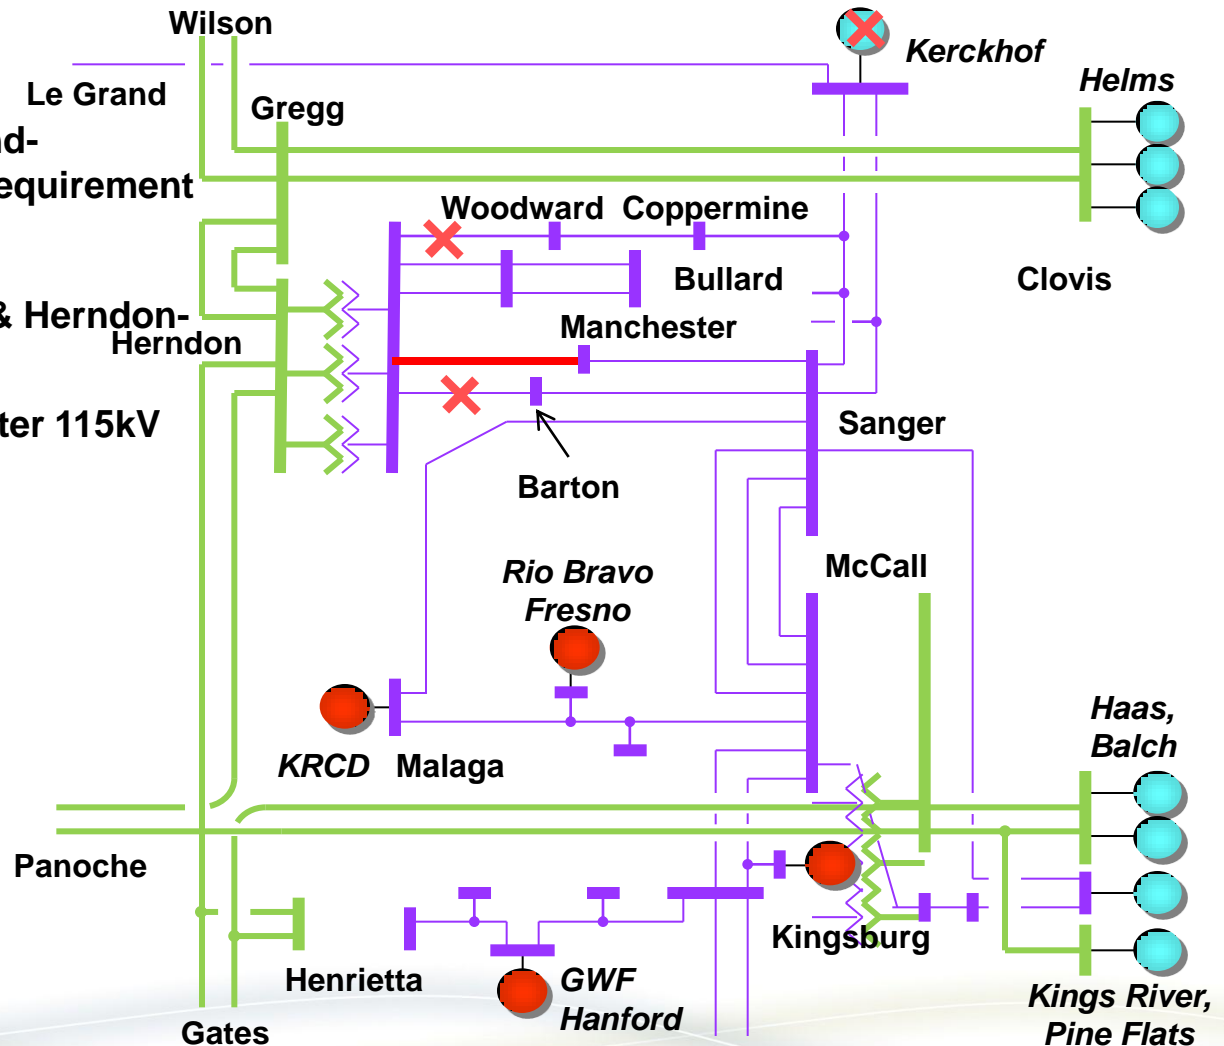 Wilson
Kerckhof
Le Grand
Helms
Gregg
nd-
equirement
Woodward Coppermine
Bullard
Clovis
& Herndon-
Manchester
Herndon
ter 115kV
Sanger
Barton
McCall
Rio Bravo
Fresno
Haas,
Balch
KRCD
Malaga
Panoche
Kingsburg
Henrietta
GWF
Hanford
Kings River,
Pine Flats
Gates